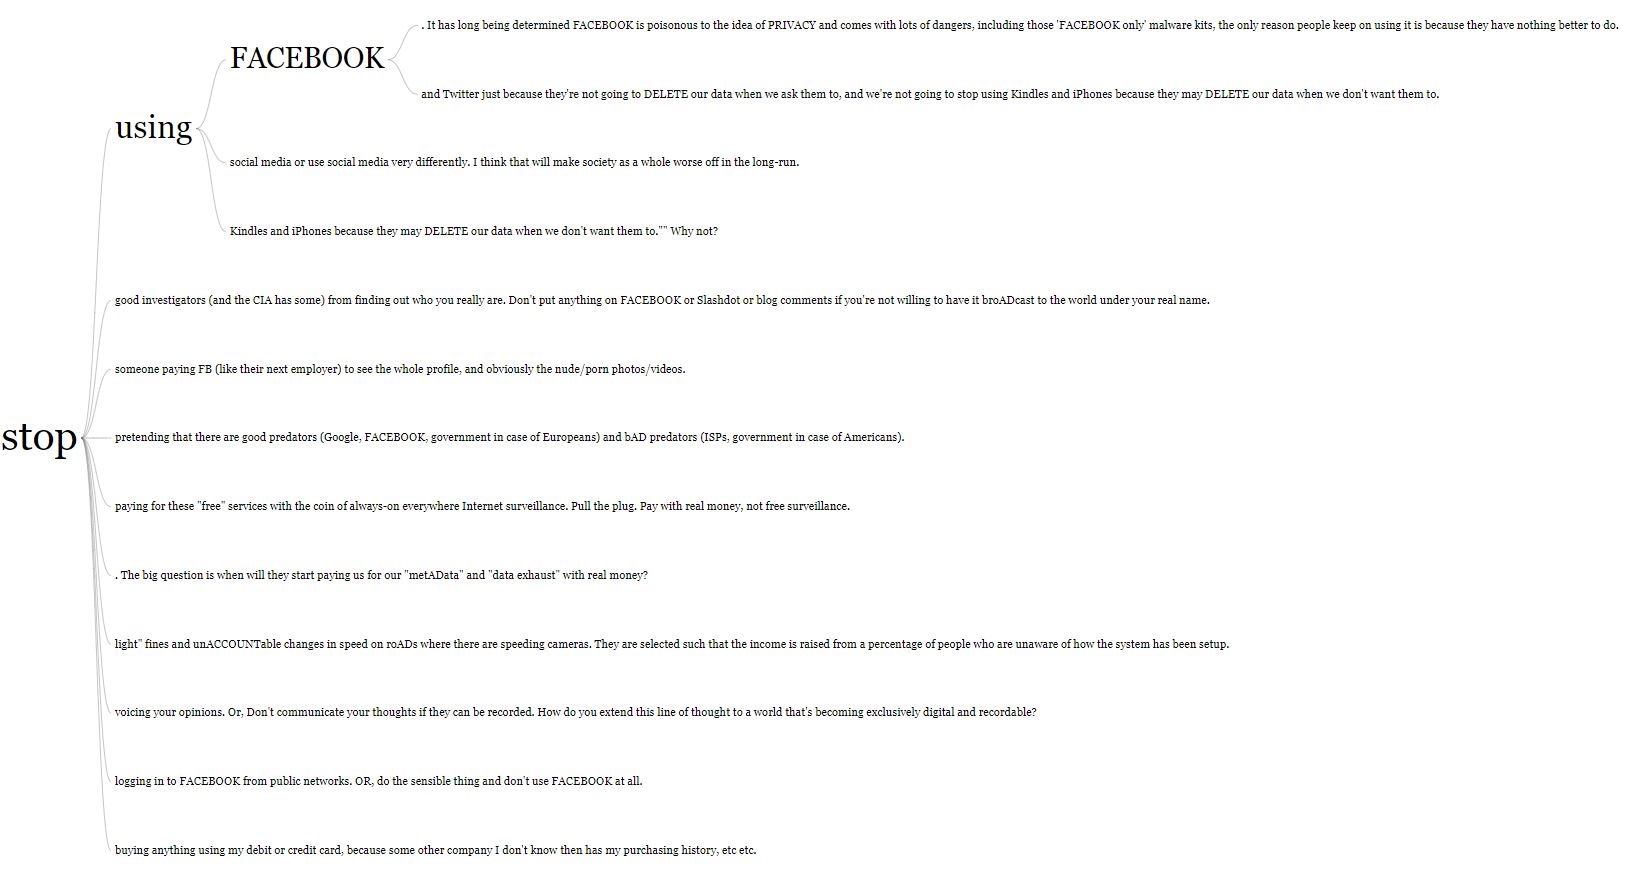 . It has long being determined FACEBOOK is poisonous to the idea of PRIVACY and comes with lots of dangers, including those 'FACEBOOK only' malware kits, the only reason people keep on using it is because they have nothing better to do.
FACEBOOK
and Twitter just because they're not going to DELETE our data when we ask them to, and we're not going to stop using Kindles and iPhones because they may DELETE our data when we don't want them to.
using
social media or use social media very differently. I think that will make society as a whole worse off in the long-run.
Kindles and iPhones because they may DELETE our data when we don't want them to."" Why not?
good investigators (and the CIA has some) from finding out who you really are. Don't put anything on FACEBOOK or Slashdot or blog comments if you're not willing to have it broADcast to the world under your real name.
someone paying FB (like their next employer) to see the whole profile, and obviously the nude/porn photos/videos.
stop
pretending that there are good predators (Google, FACEBOOK, government in case of Europeans) and bAD predators (ISPs, government in case of Americans).
paying for these "free" services with the coin of always-on everywhere Internet surveillance. Pull the plug. Pay with real money, not free surveillance.
. The big question is when will they start paying us for our "metAData" and "data exhaust" with real money?
light" fines and unACCOUNTable changes in speed on roADs where there are speeding cameras. They are selected such that the income is raised from a percentage of people who are unaware of how the system has been setup.
voicing your opinions. Or, Don't communicate your thoughts if they can be recorded. How do you extend this line of thought to a world that's becoming exclusively digital and recordable?
logging in to FACEBOOK from public networks. OR, do the sensible thing and don't use FACEBOOK at all.
buying anything using my debit or credit card, because some other company I don't know then has my purchasing history, etc etc.